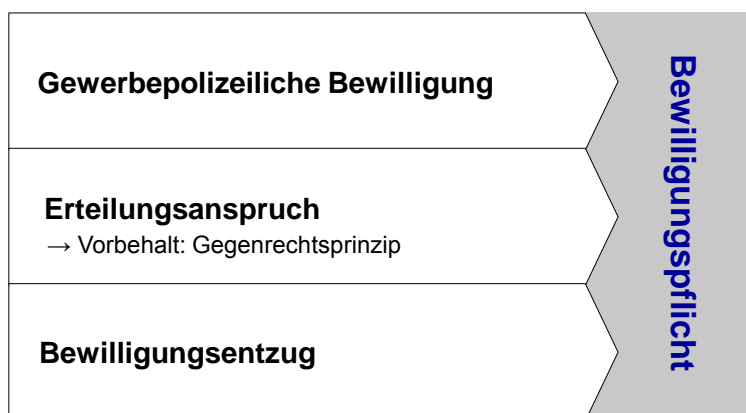 Gewerbepolizeiliche Bewilligung
Erteilungsanspruch
→ Vorbehalt: Gegenrechtsprinzip
Bewilligungsentzug
Bewilligungspflicht